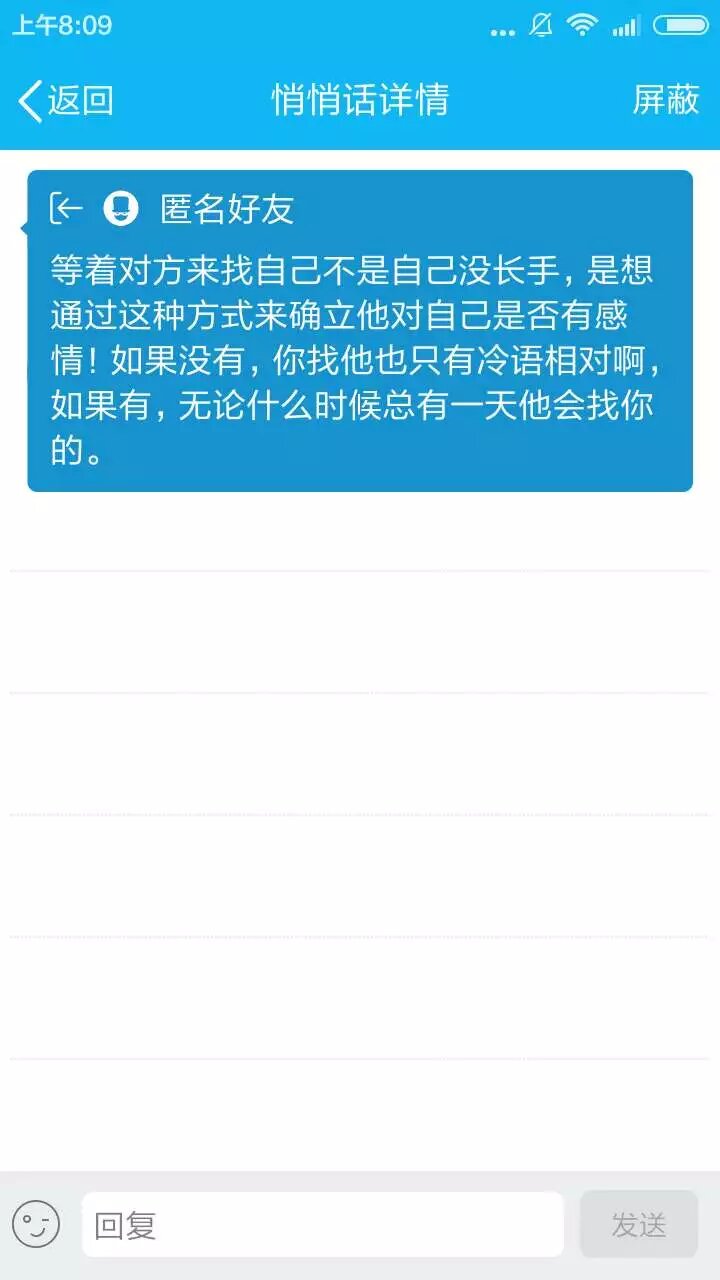 上午8:09
返回
悄悄话详情
屏蔽
匿名好友
等着对方来找自己不是自己没长手，是想
通过这种方式来确立他对自己是否有感
情！如果没有，你找他也只有冷语相对啊，
如果有，无论什么时候总有一天他会找你
的。
回复
发送